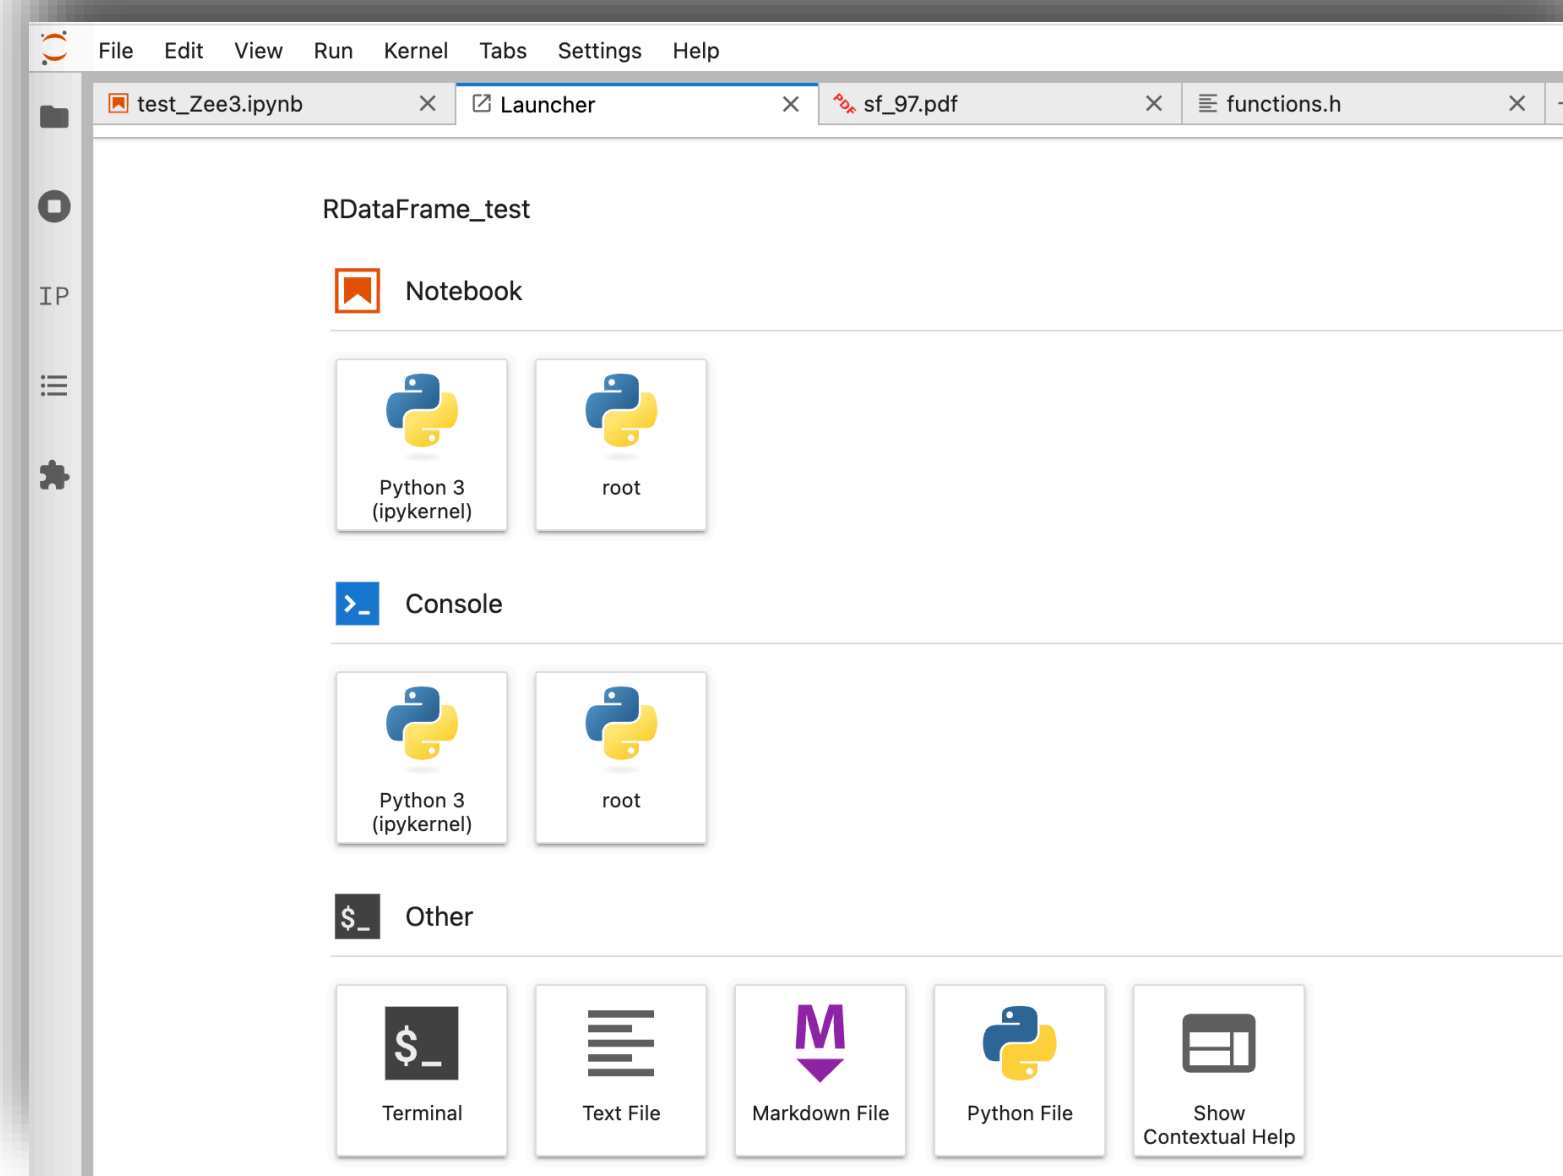 File Edit View Run Kernel Tabs Settings Help
test_Zee3.ipynb Launcher sf_97.pdf functions.h
IP
RDataFrame_test
Notebook
Python 3
(ipykernel)
root
Console
Python 3
(ipykernel)
root
$_ Other
$_
Terminal
Text File
M
Markdown File
Python File
Show
Contextual Help